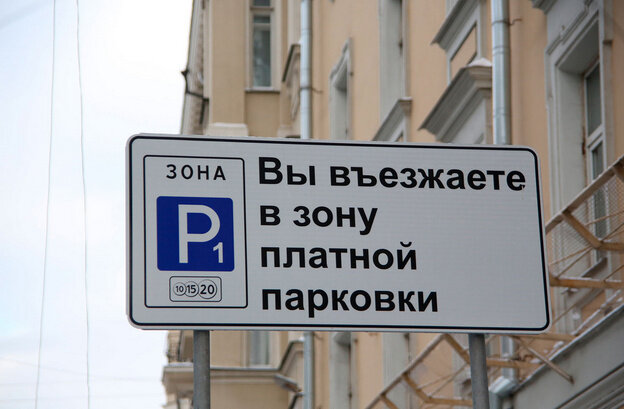 ЗОНА
P1
10 15 20
Вы въезжаете
в зону
платной
парковки